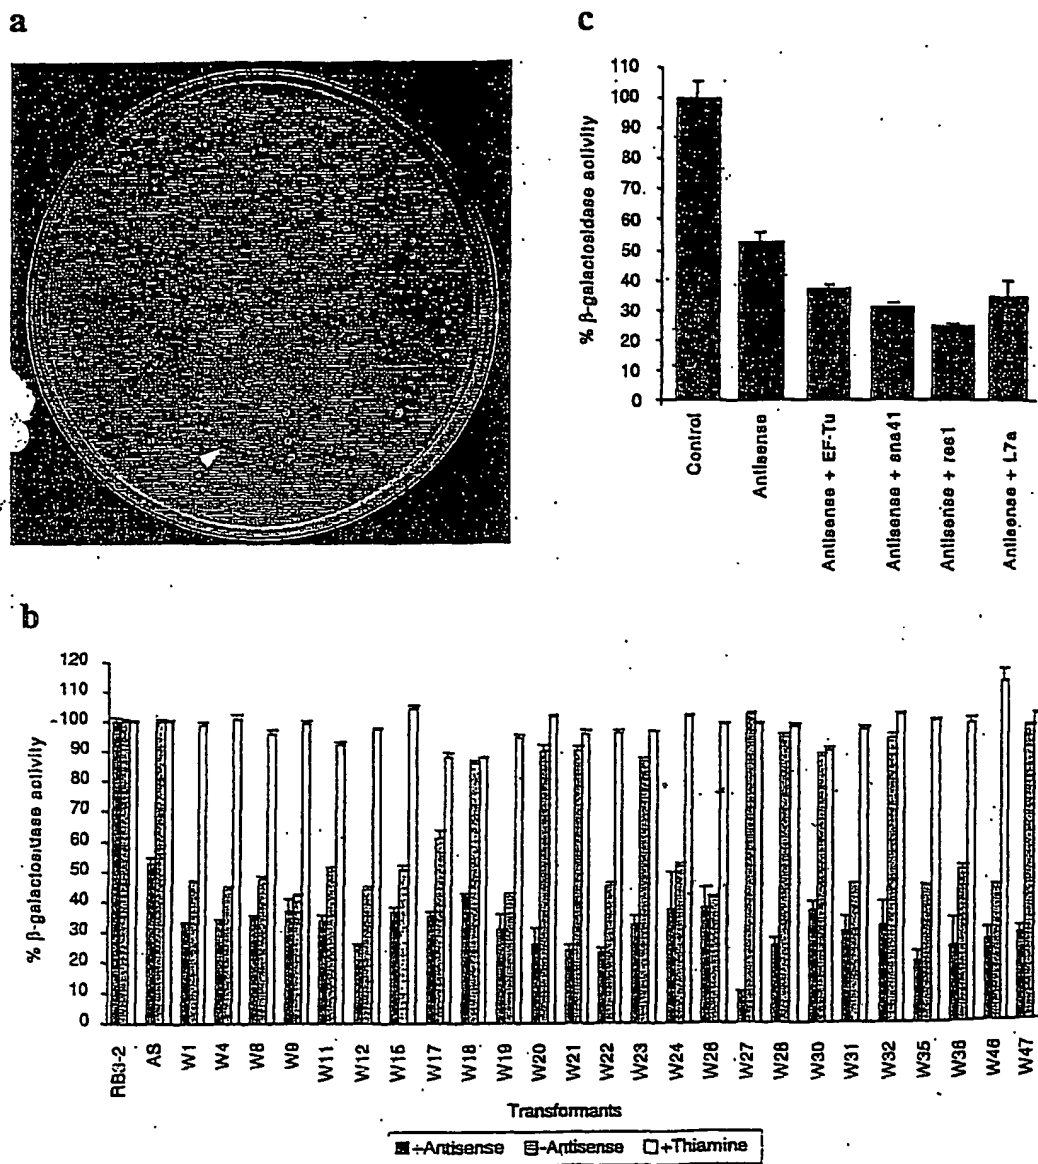 a
c
% β-galactosidase activity
110
100
90
80
70
60
50
40
30
20
10
0
Control
Antisense
Antisense + EF-Tu
Antisense + sna41
Antisense + res1
Antisense + L7a
b
% β-galactosidase activity
120
110
100
90
80
70
60
50
40
30
20
10
0
RB3-2
AS
W1
W4
W8
W9
W11
W12
W15
W17
W18
W19
W20
W21
W22
W23
W24
W26
W27
W28
W30
W31
W32
W35
W36
W46
W47
Transformants
+Antisense -Antisense +Thiamine